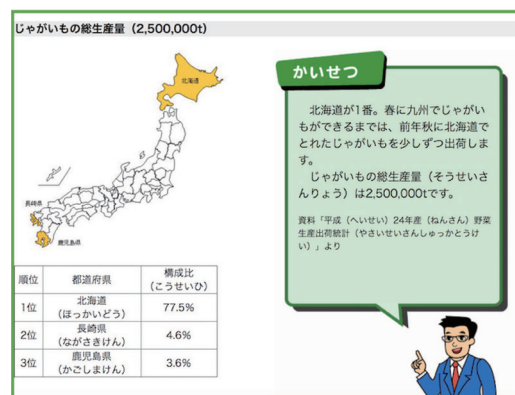 じゃがいもの総生産量（2,500,000t）
北海道
長崎県
鹿児島県
順位 都道府県 構成比（こうせいひ）
1位 北海道（ほっかいどう） 77.5%
2位 長崎県（ながさきけん） 4.6%
3位 鹿児島県（かごしまけん） 3.6%
かいせつ
北海道が1番。春に九州でじゃがい
もができるまでは、前年秋に北海道で
とれたじゃがいもを少しずつ出荷しま
す。
じゃがいもの総生産量（そうせいさ
んりょう）は2,500,000tです。
資料「平成（へいせい）24年産（ねんさん）野菜
生産出荷統計（やさいせいさんしゅっかとうけ
い）」より